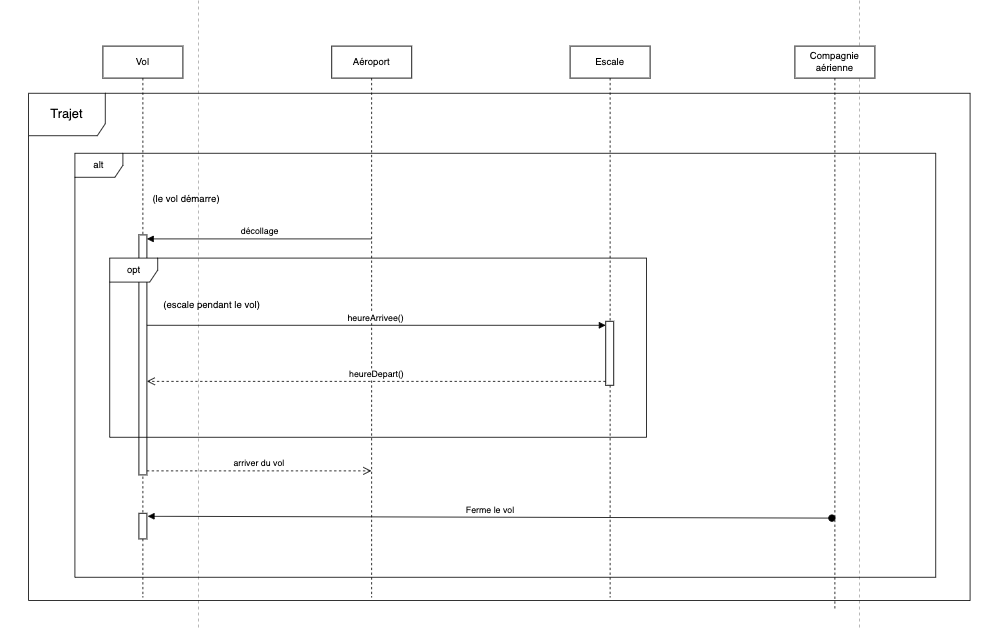 Vol
Aéroport
Escale
Compagnie
aérienne
Trajet
alt
(le vol démarre)
décollage
opt
(escale pendant le vol)
heureArrivee()
heureDepart()
arriver du vol
Ferme le vol